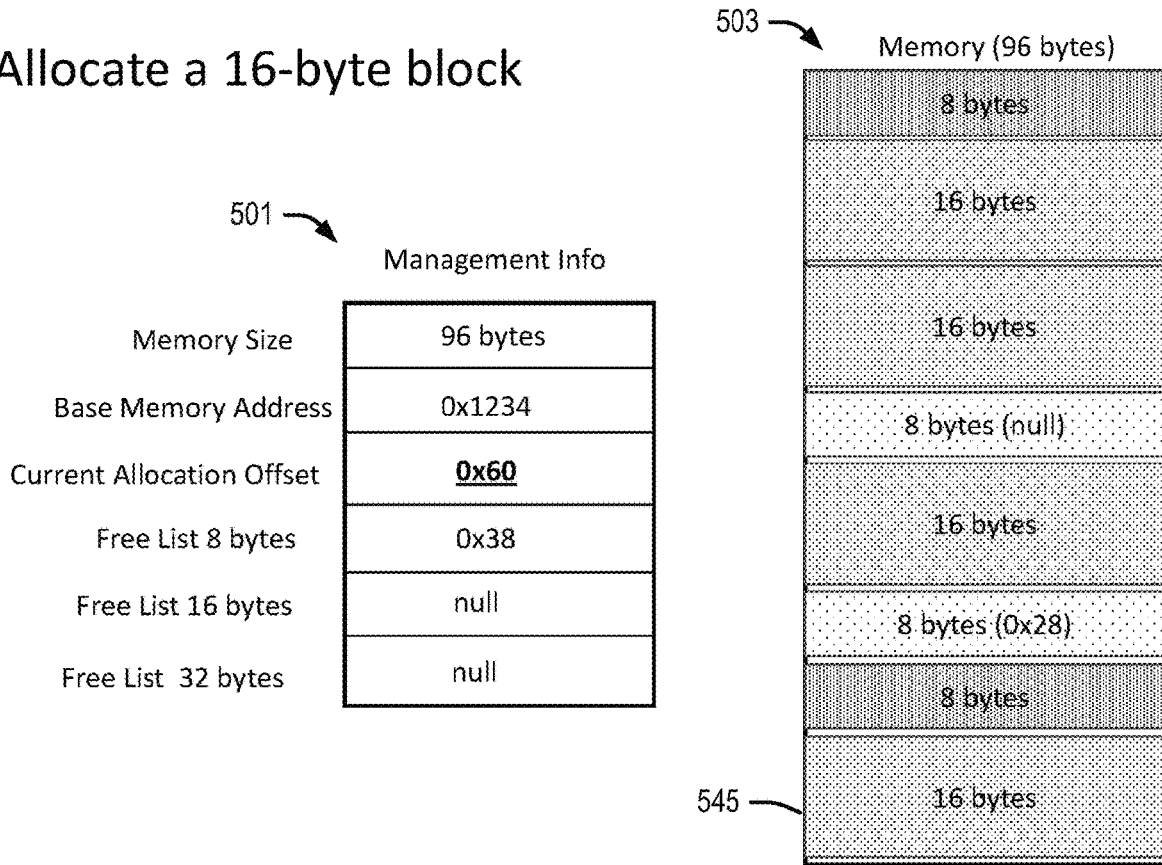 Allocate a 16-byte block
501
Management Info
Memory Size 96 bytes
Base Memory Address 0x1234
Current Allocation Offset 0x60
Free List 8 bytes 0x38
Free List 16 bytes null
Free List 32 bytes null
503
Memory (96 bytes)
8 bytes
16 bytes
16 bytes
8 bytes (null)
16 bytes
8 bytes (0x28)
8 bytes
545
16 bytes